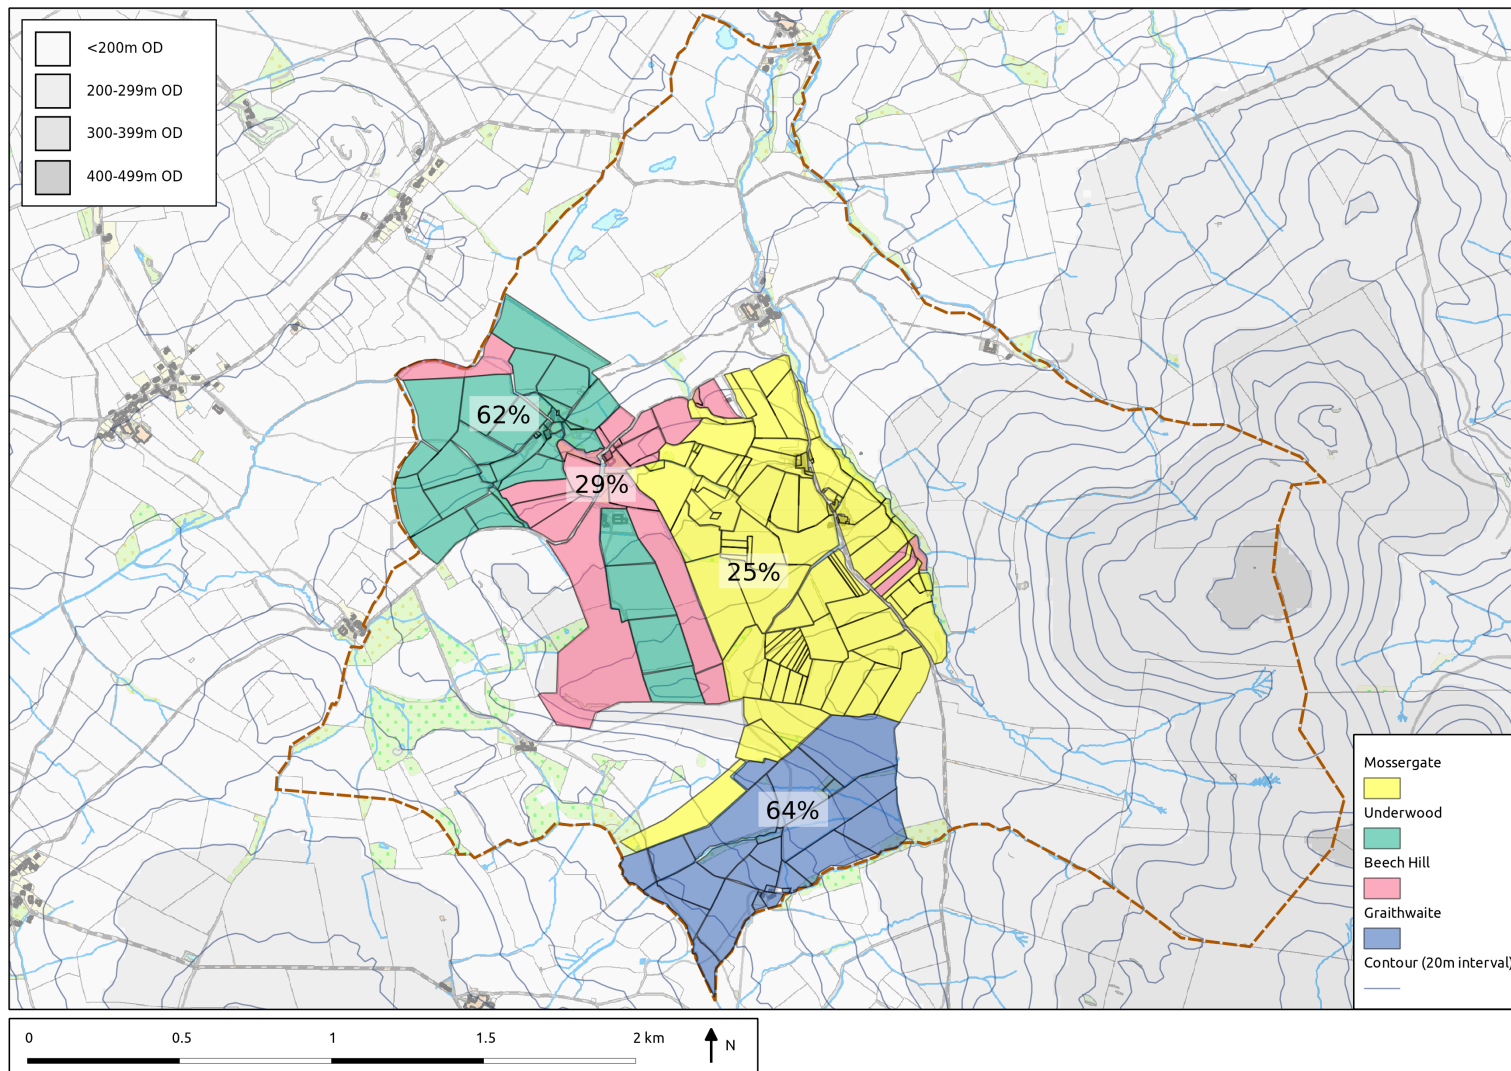 <200m OD
200-299m OD
300-399m OD
400-499m OD
62%
29%
25%
64%
Mossergate
Underwood
Beech Hill
Graithwaite
Contour (20m interval)
0 0.5 1 1.5 2 km
N